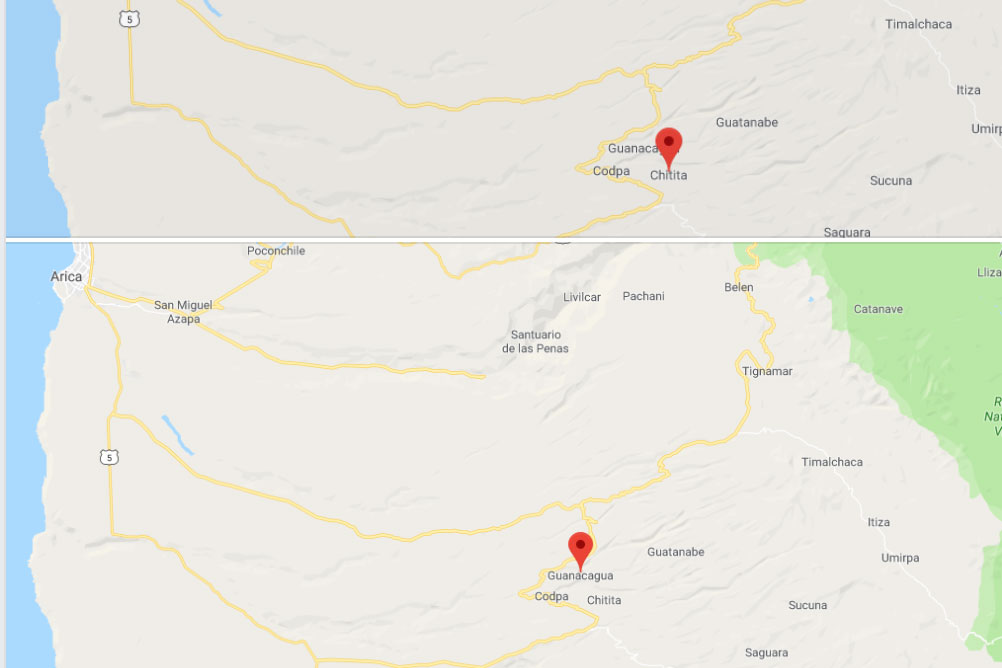 5
Timalchaca
Itiza
Guatanabe
Umirp
Guanaca
Codpa
Chitita
Sucuna
Saguara
Poconchile
Arica
San Miguel
Azapa
Livilcar
Pachani
Belen
Lliza
Catanave
Santuario
de las Penas
Tignamar
R
Nat
V
5
Timalchaca
Itiza
Guatanabe
Umirpa
Guanacagua
Codpa
Chitita
Sucuna
Saguara